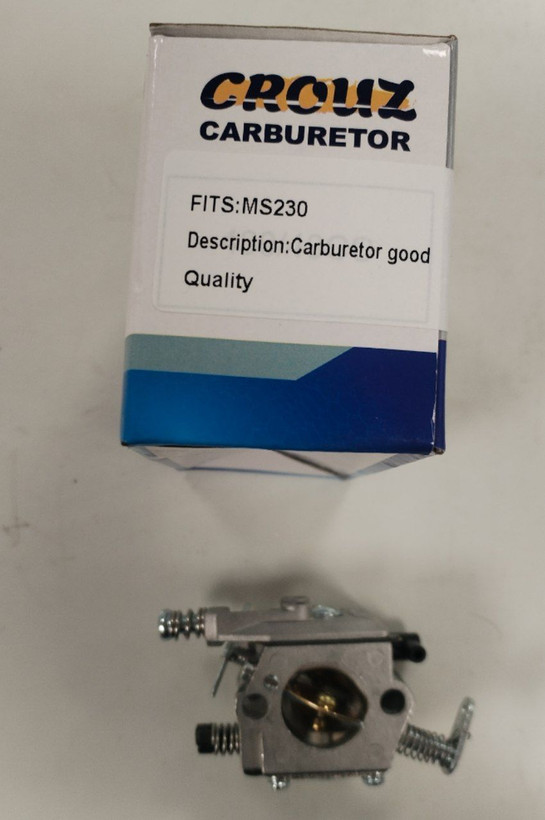 CROUZ
CARBURETOR
FITS:MS230
Description:Carburetor good
Quality